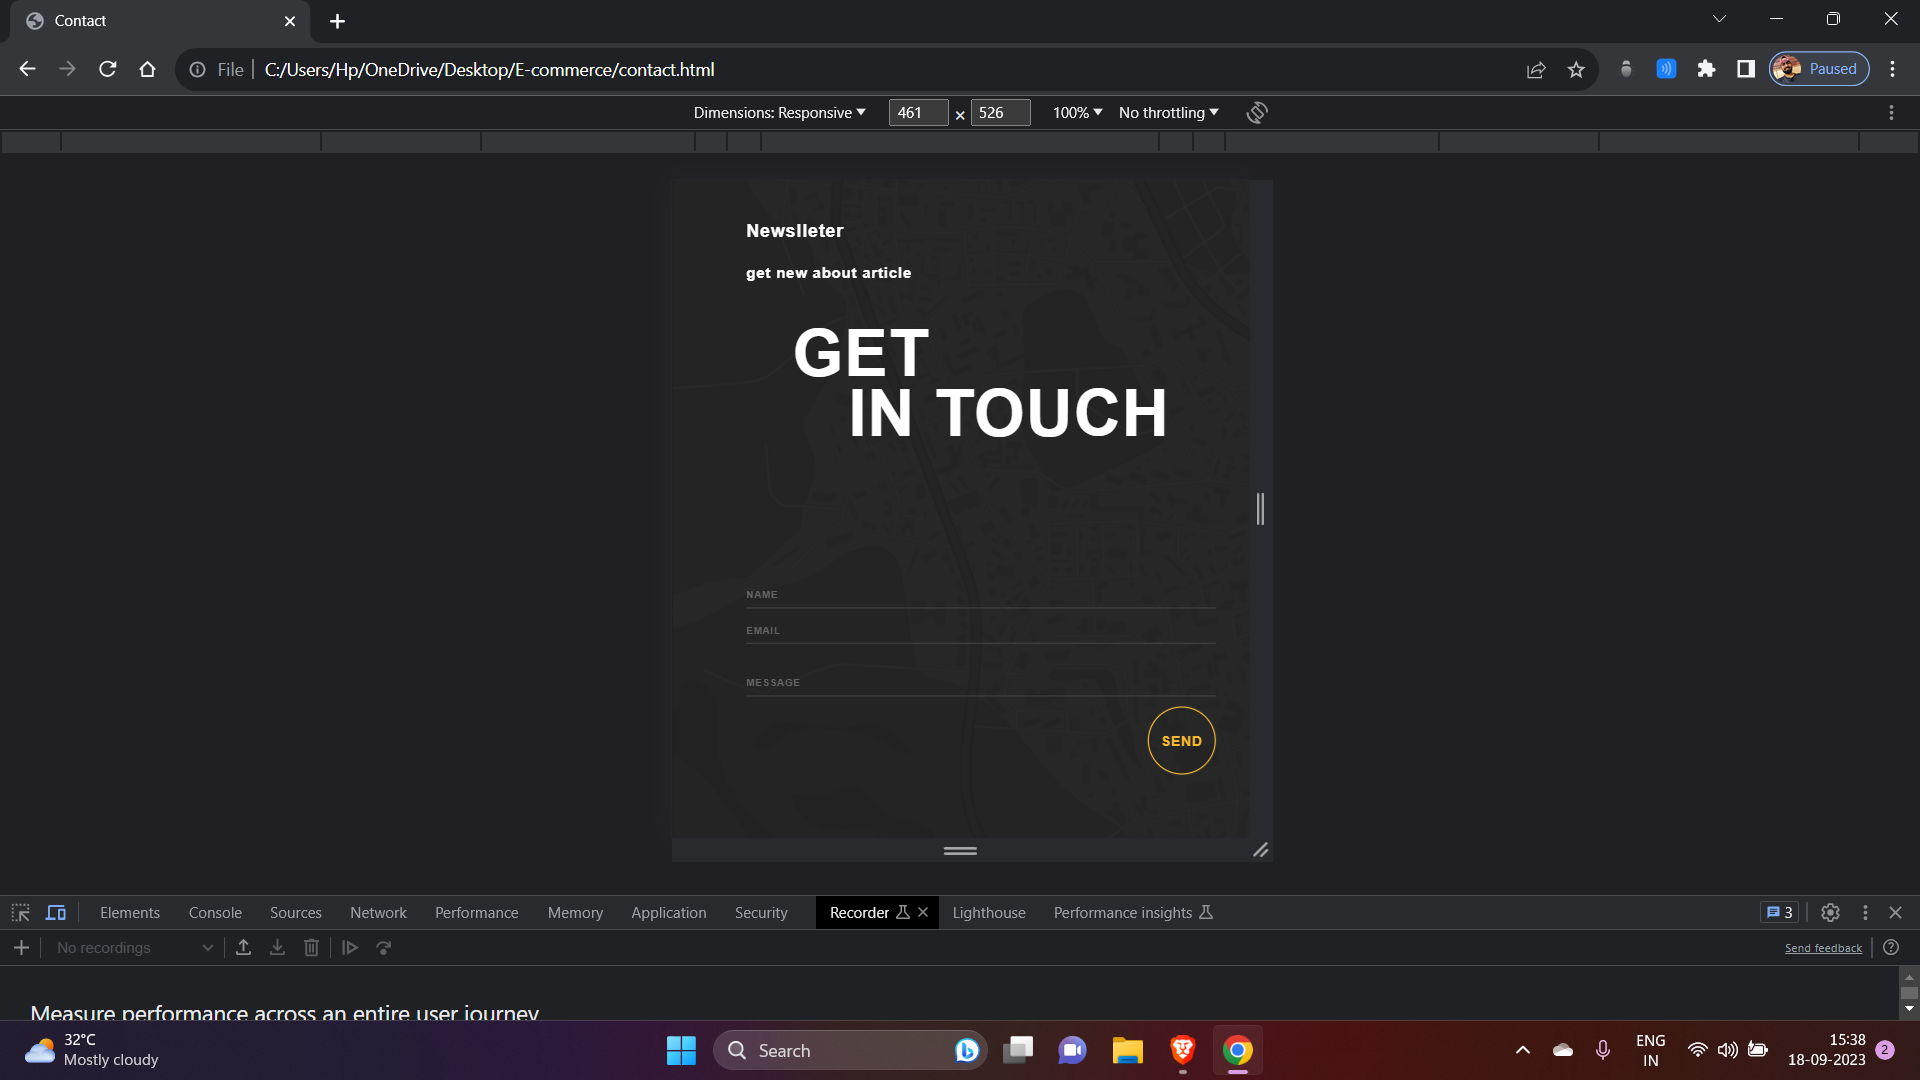 Contact
File
C:/Users/Hp/OneDrive/Desktop/E-commerce/contact.html
Paused
Dimensions: Responsive 461 × 526 100% No throttling
Newslleter
get new about article
GET
IN TOUCH
NAME
EMAIL
MESSAGE
SEND
Elements Console Sources Network Performance Memory Application Security Recorder Lighthouse Performance insights 3
No recordings
Send feedback
Measure performance across an entire user journey
32°C
Mostly cloudy
Search
ENG
IN
15:38
18-09-2023
2